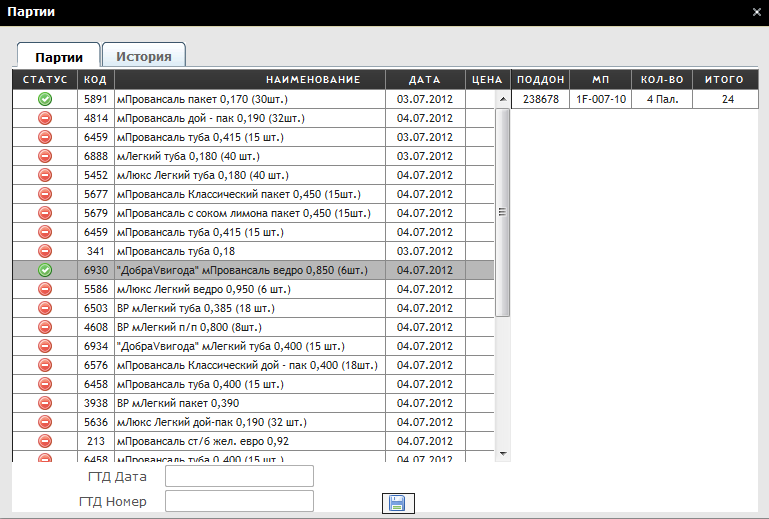 Партии
Партии История
СТАТУС КОД НАИМЕНОВАНИЕ ДАТА ЦЕНА ПОДДОН МП КОЛ-ВО ИТОГО
5891 мПровансаль пакет 0,170 (30шт.) 03.07.2012 238678 1F-007-10 4 Пал. 24
4814 мПровансаль дой - пак 0,190 (32шт.) 04.07.2012
6459 мПровансаль туба 0,415 (15 шт.) 03.07.2012
6888 мЛегкий туба 0,180 (40 шт.) 03.07.2012
5452 мЛюкс Легкий туба 0,180 (40 шт.) 04.07.2012
5677 мПровансаль Классический пакет 0,450 (15шт.) 04.07.2012
5679 мПровансаль с соком лимона пакет 0,450 (15шт.) 04.07.2012
6459 мПровансаль туба 0,415 (15 шт.) 04.07.2012
341 мПровансаль туба 0,18 03.07.2012
6930 "ДобраVвигода" мПровансаль ведро 0,850 (6шт.) 04.07.2012
5586 мЛюкс Легкий ведро 0,950 (6 шт.) 04.07.2012
6503 ВР мЛегкий туба 0,385 (18 шт.) 04.07.2012
4608 ВР мЛегкий п/п 0,800 (8шт.) 04.07.2012
6934 "ДобраVвигода" мЛегкий туба 0,400 (15 шт.) 04.07.2012
6576 мПровансаль Классический дой - пак 0,400 (18шт.) 04.07.2012
6458 мПровансаль туба 0,400 (15 шт.) 04.07.2012
3938 ВР мЛегкий пакет 0,390 04.07.2012
5636 мЛюкс Легкий дой-пак 0,190 (32 шт.) 04.07.2012
213 мПровансаль ст/б жел. евро 0,92 04.07.2012
6458 мПровансаль туба 0,400 (15 шт.) 04.07.2012
ГТД Дата
ГТД Номер